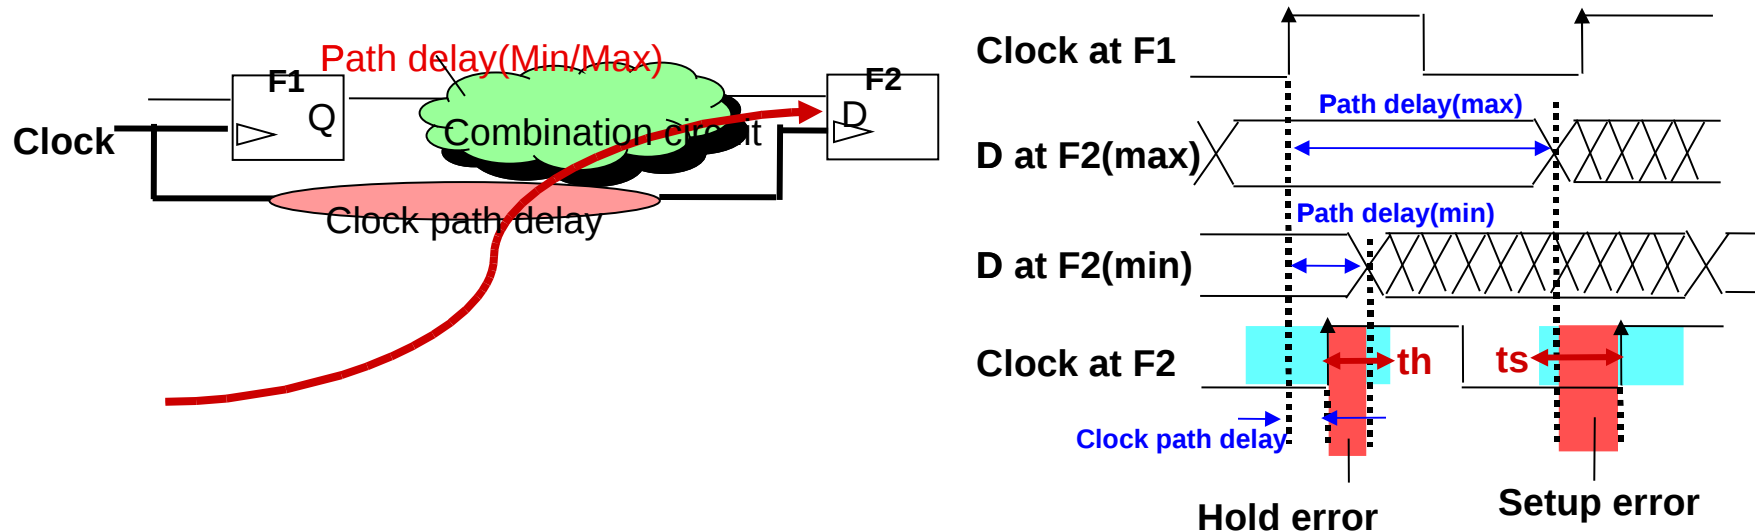 Path delay(Min/Max)
F1
F2
Q
D
Clock
Combination circuit
Clock path delay
Clock at F1
Path delay(max)
D at F2(max)
Path delay(min)
D at F2(min)
Clock at F2
th
ts
Clock path delay
Hold error
Setup error